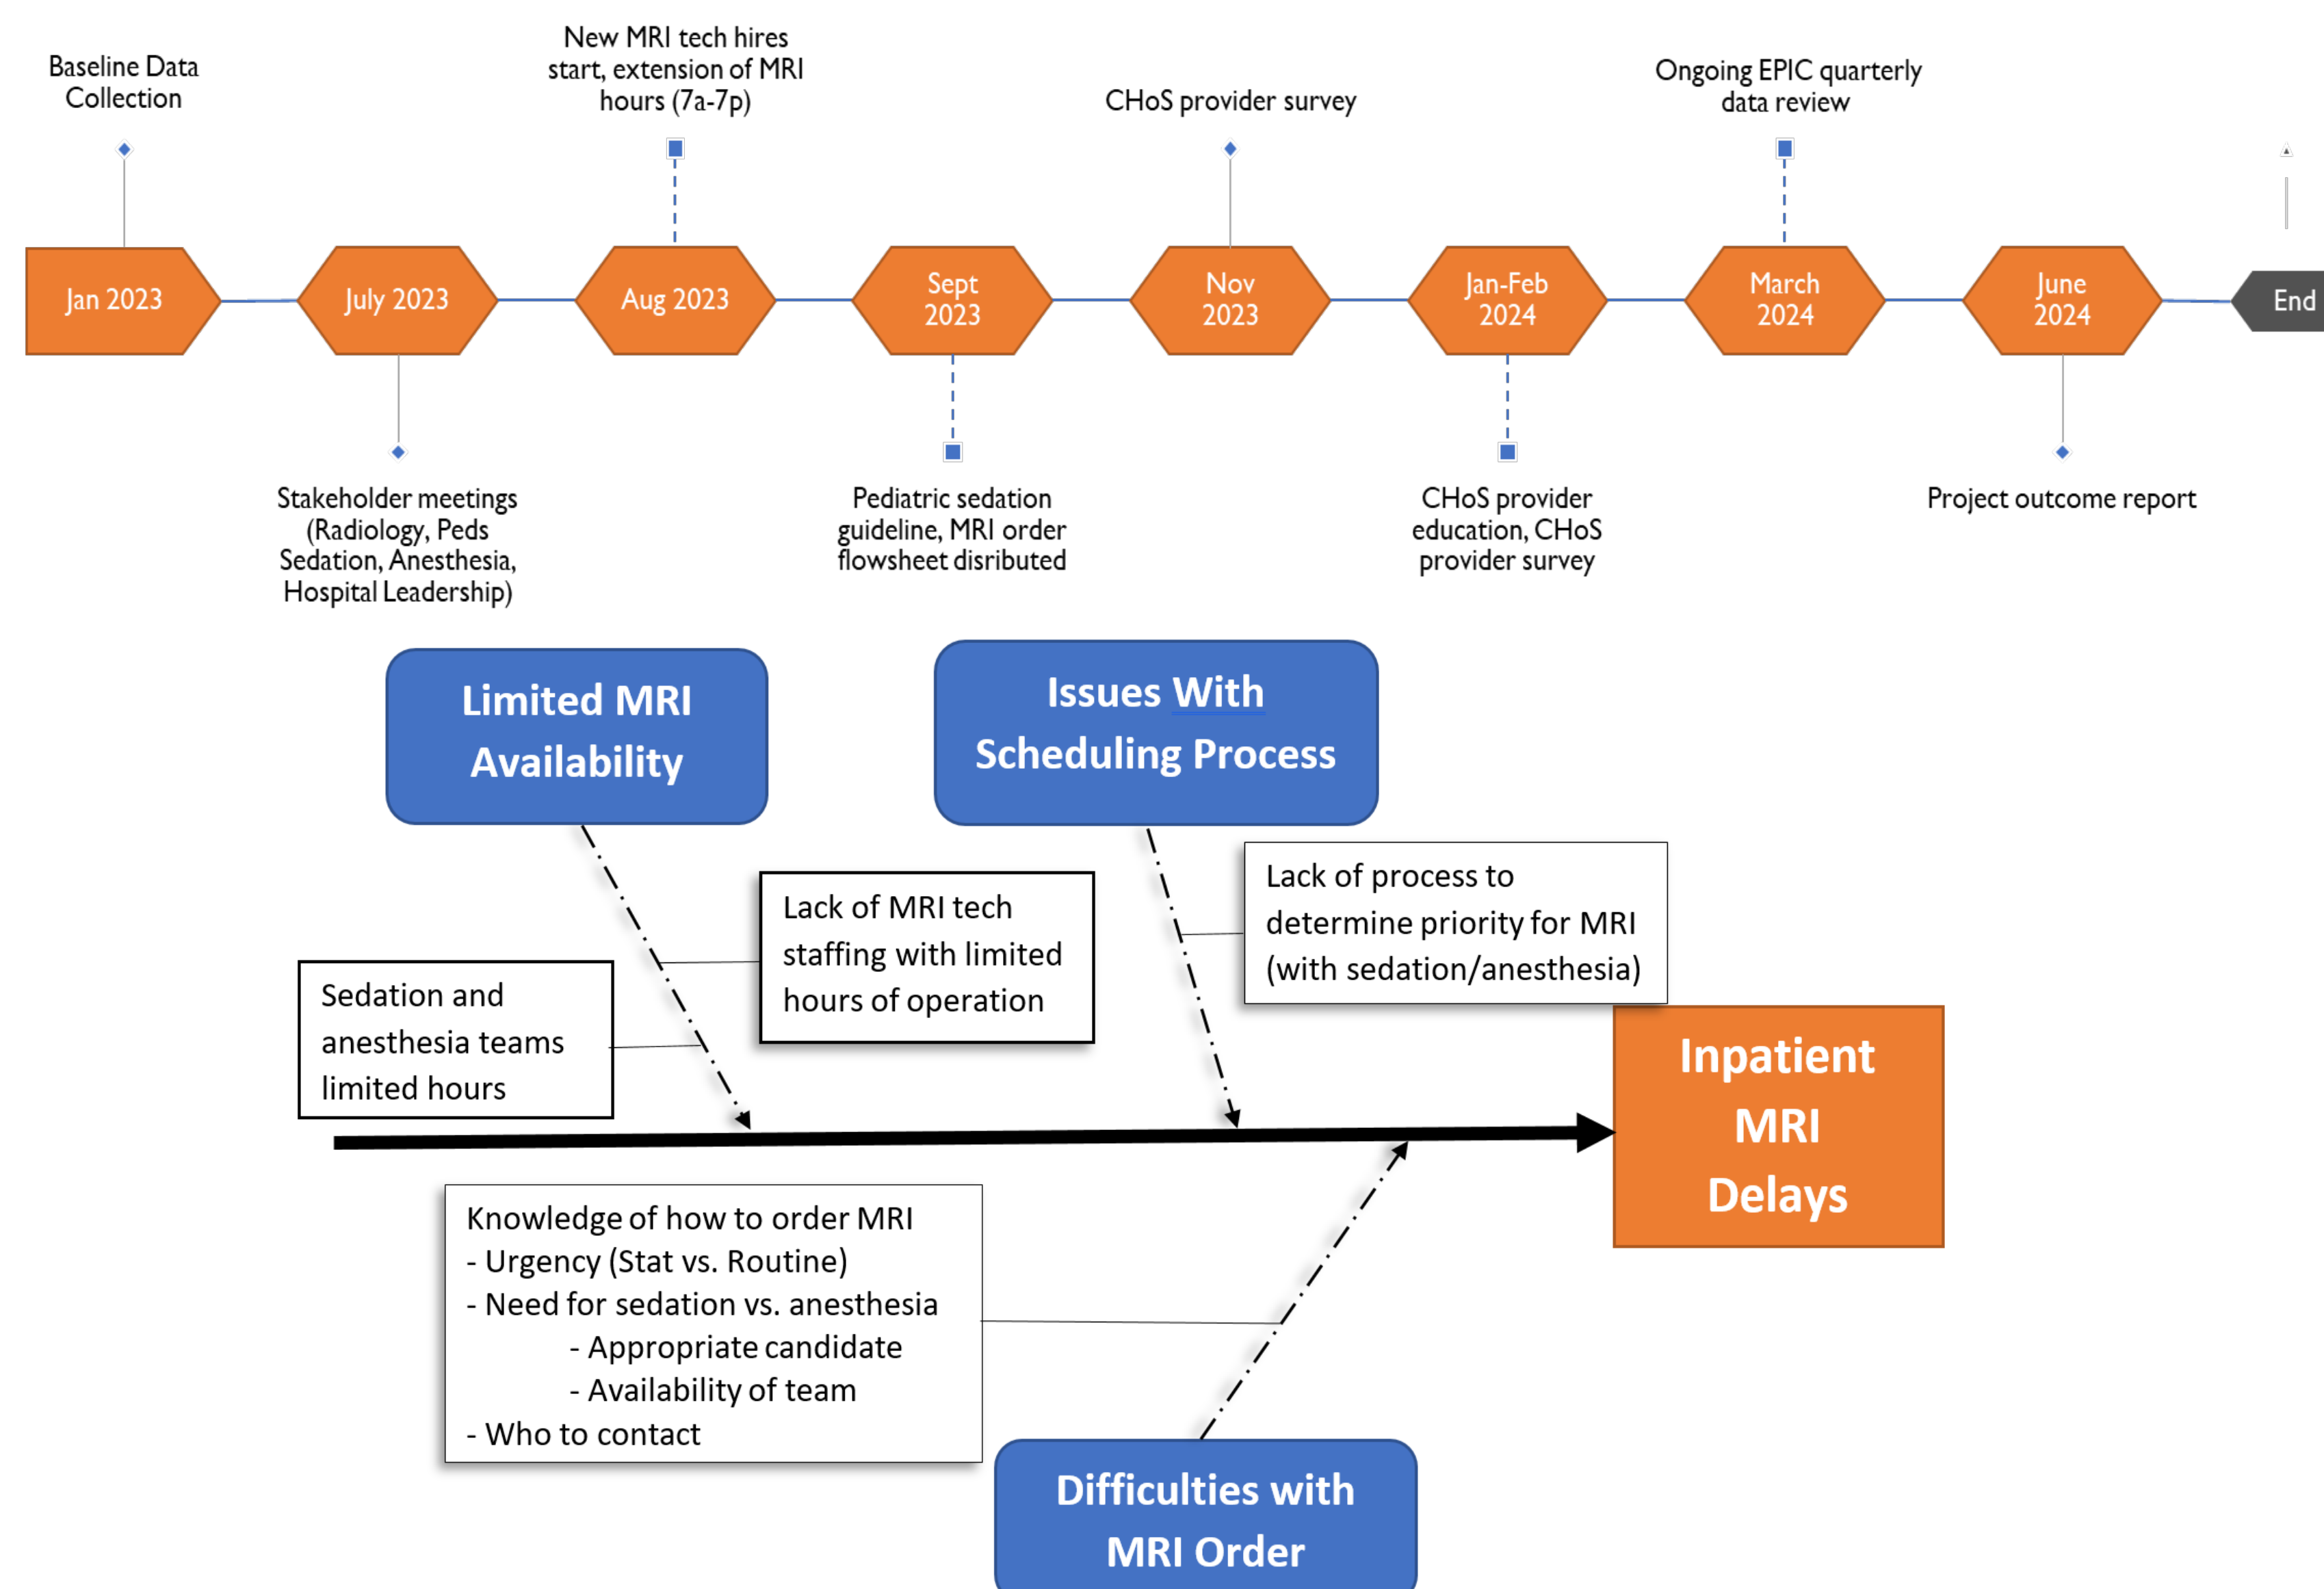 Baseline Data
Collection
New MRI tech hires
start, extension of MRI
hours (7a-7p)
CHoS provider survey
Ongoing EPIC quarterly
data review
Jan 2023
July 2023
Aug 2023
Sept
2023
Nov
2023
Jan-Feb
2024
March
2024
June
2024
End
Stakeholder meetings
(Radiology, Peds
Sedation, Anesthesia,
Hospital Leadership)
Pediatric sedation
guideline, MRI order
flowsheet disributed
CHoS provider
education, CHoS
provider survey
Project outcome report
Limited MRI
Availability
Issues With
Scheduling Process
Lack of MRI tech
staffing with limited
hours of operation
Lack of process to
determine priority for MRI
(with sedation/anesthesia)
Sedation and
anesthesia teams
limited hours
Inpatient
MRI
Delays
Knowledge of how to order MRI
- Urgency (Stat vs. Routine)
- Need for sedation vs. anesthesia
- Appropriate candidate
- Availability of team
- Who to contact
Difficulties with
MRI Order